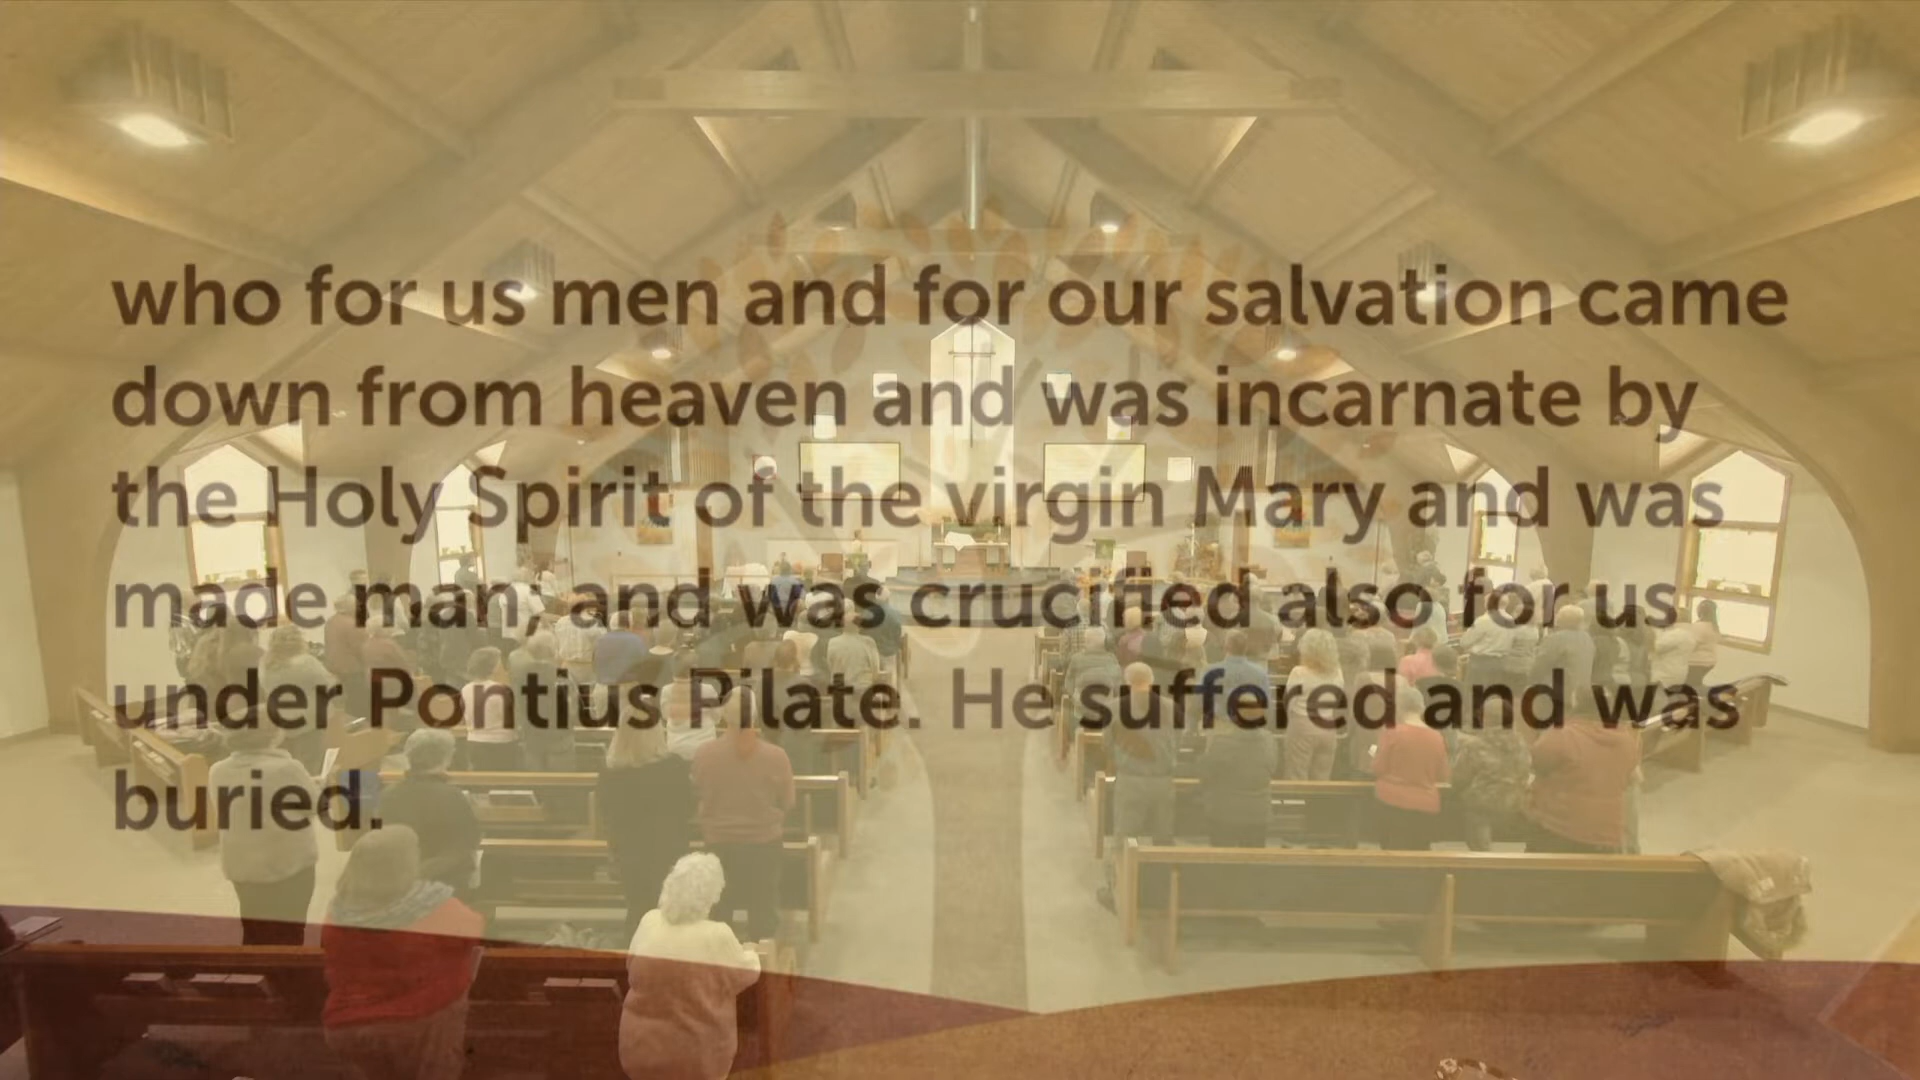 who for us men and for our salvation came
down from heaven and was incarnate by
the Holy Spirit of the virgin Mary and was
made man; and was crucified also for us
under Pontius Pilate. He suffered and was
buried.